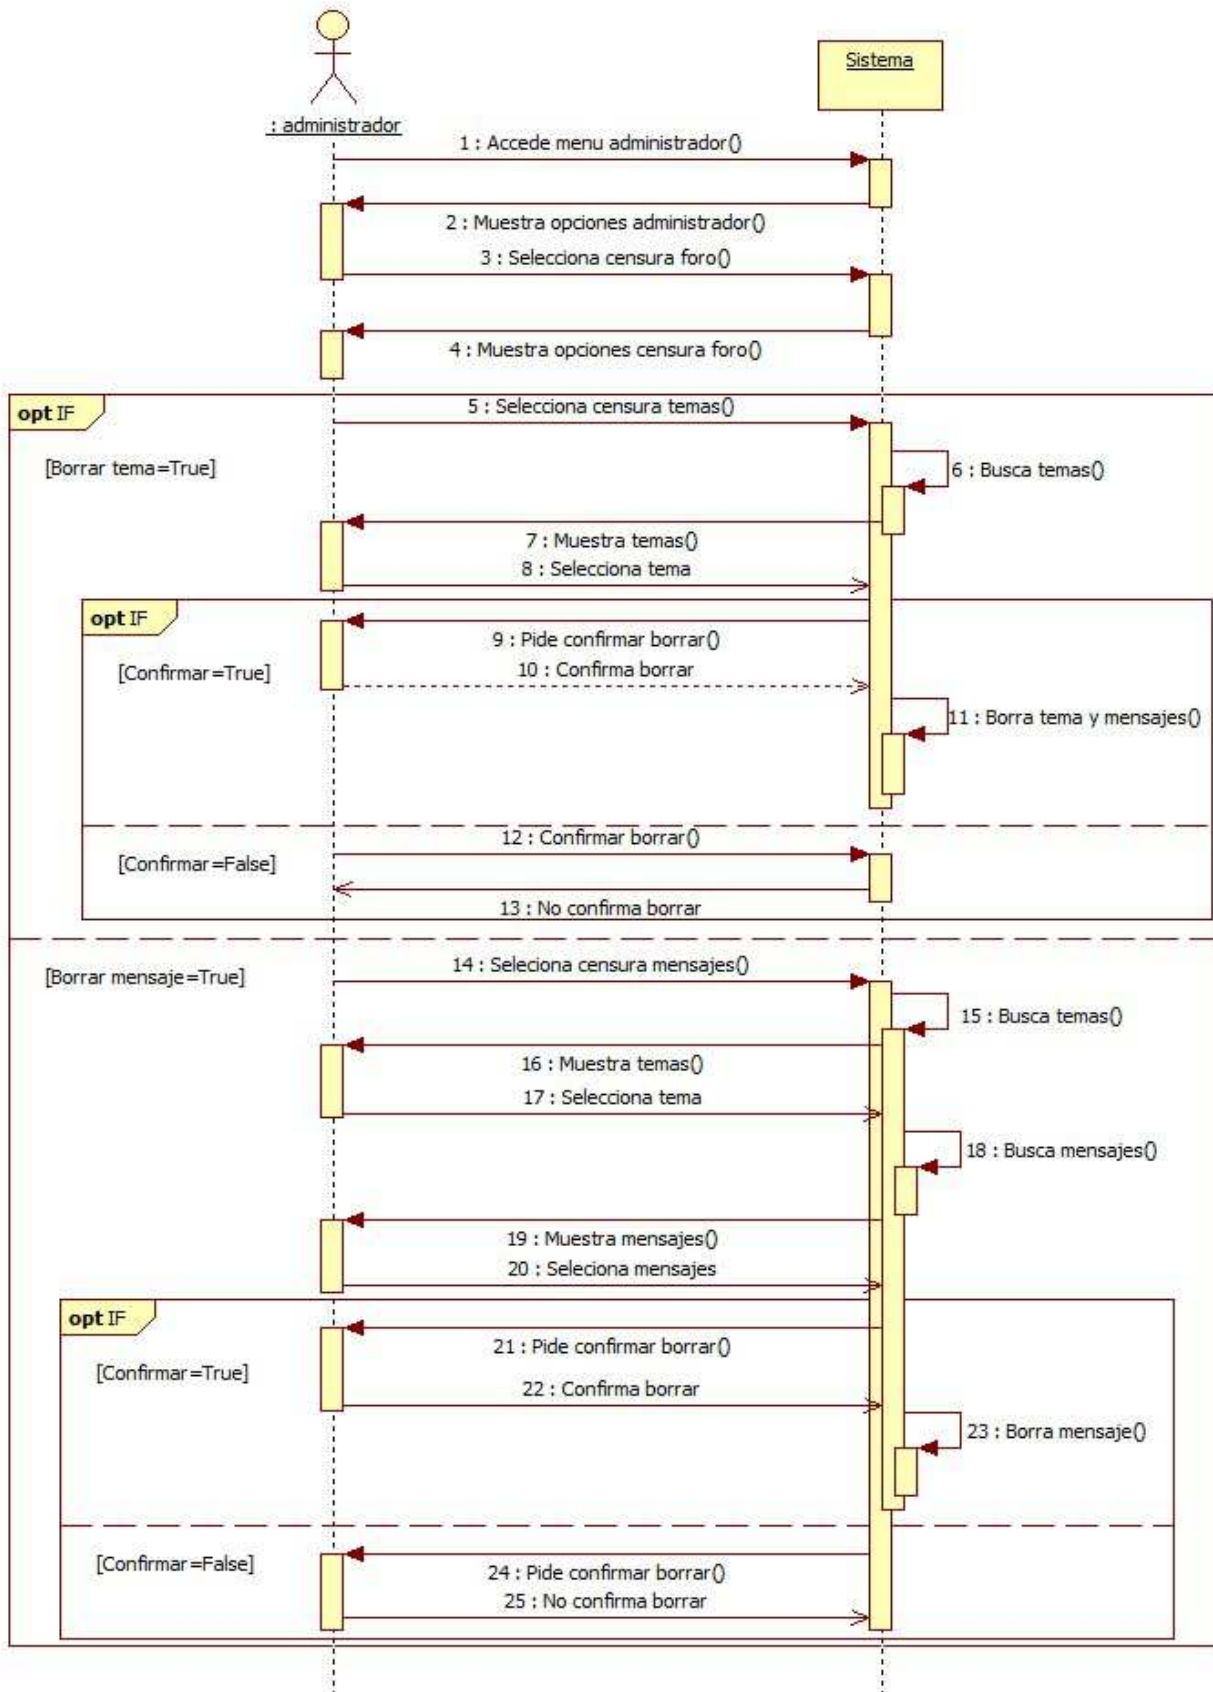 Sistema
: administrador
1 : Accede menu administrador()
2 : Muestra opciones administrador()
3 : Selecciona censura foro()
4 : Muestra opciones censura foro()
opt IF
5 : Selecciona censura temas()
[Borrar tema=True]
6 : Busca temas()
7 : Muestra temas()
8 : Selecciona tema
opt IF
9 : Pide confirmar borrar()
[Confirmar=True]
10 : Confirma borrar
11 : Borra tema y mensajes()
12 : Confirmar borrar()
[Confirmar=False]
13 : No confirma borrar
14 : Seleciona censura mensajes()
[Borrar mensaje=True]
15 : Busca temas()
16 : Muestra temas()
17 : Selecciona tema
18 : Busca mensajes()
19 : Muestra mensajes()
20 : Seleciona mensajes
opt IF
21 : Pide confirmar borrar()
[Confirmar=True]
22 : Confirma borrar
23 : Borra mensaje()
[Confirmar=False]
24 : Pide confirmar borrar()
25 : No confirma borrar